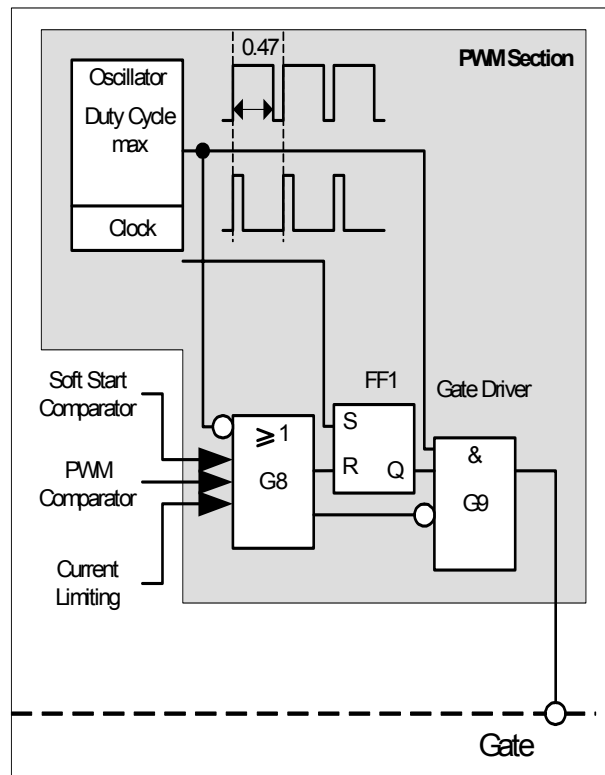 0.47
PWM Section
Oscillator
Duty Cycle
max
Clock
Soft Start
Comparator
PWM
Comparator
Current
Limiting
≥ 1
G8
FF1
S
R
Q
Gate Driver
&
G9
Gate